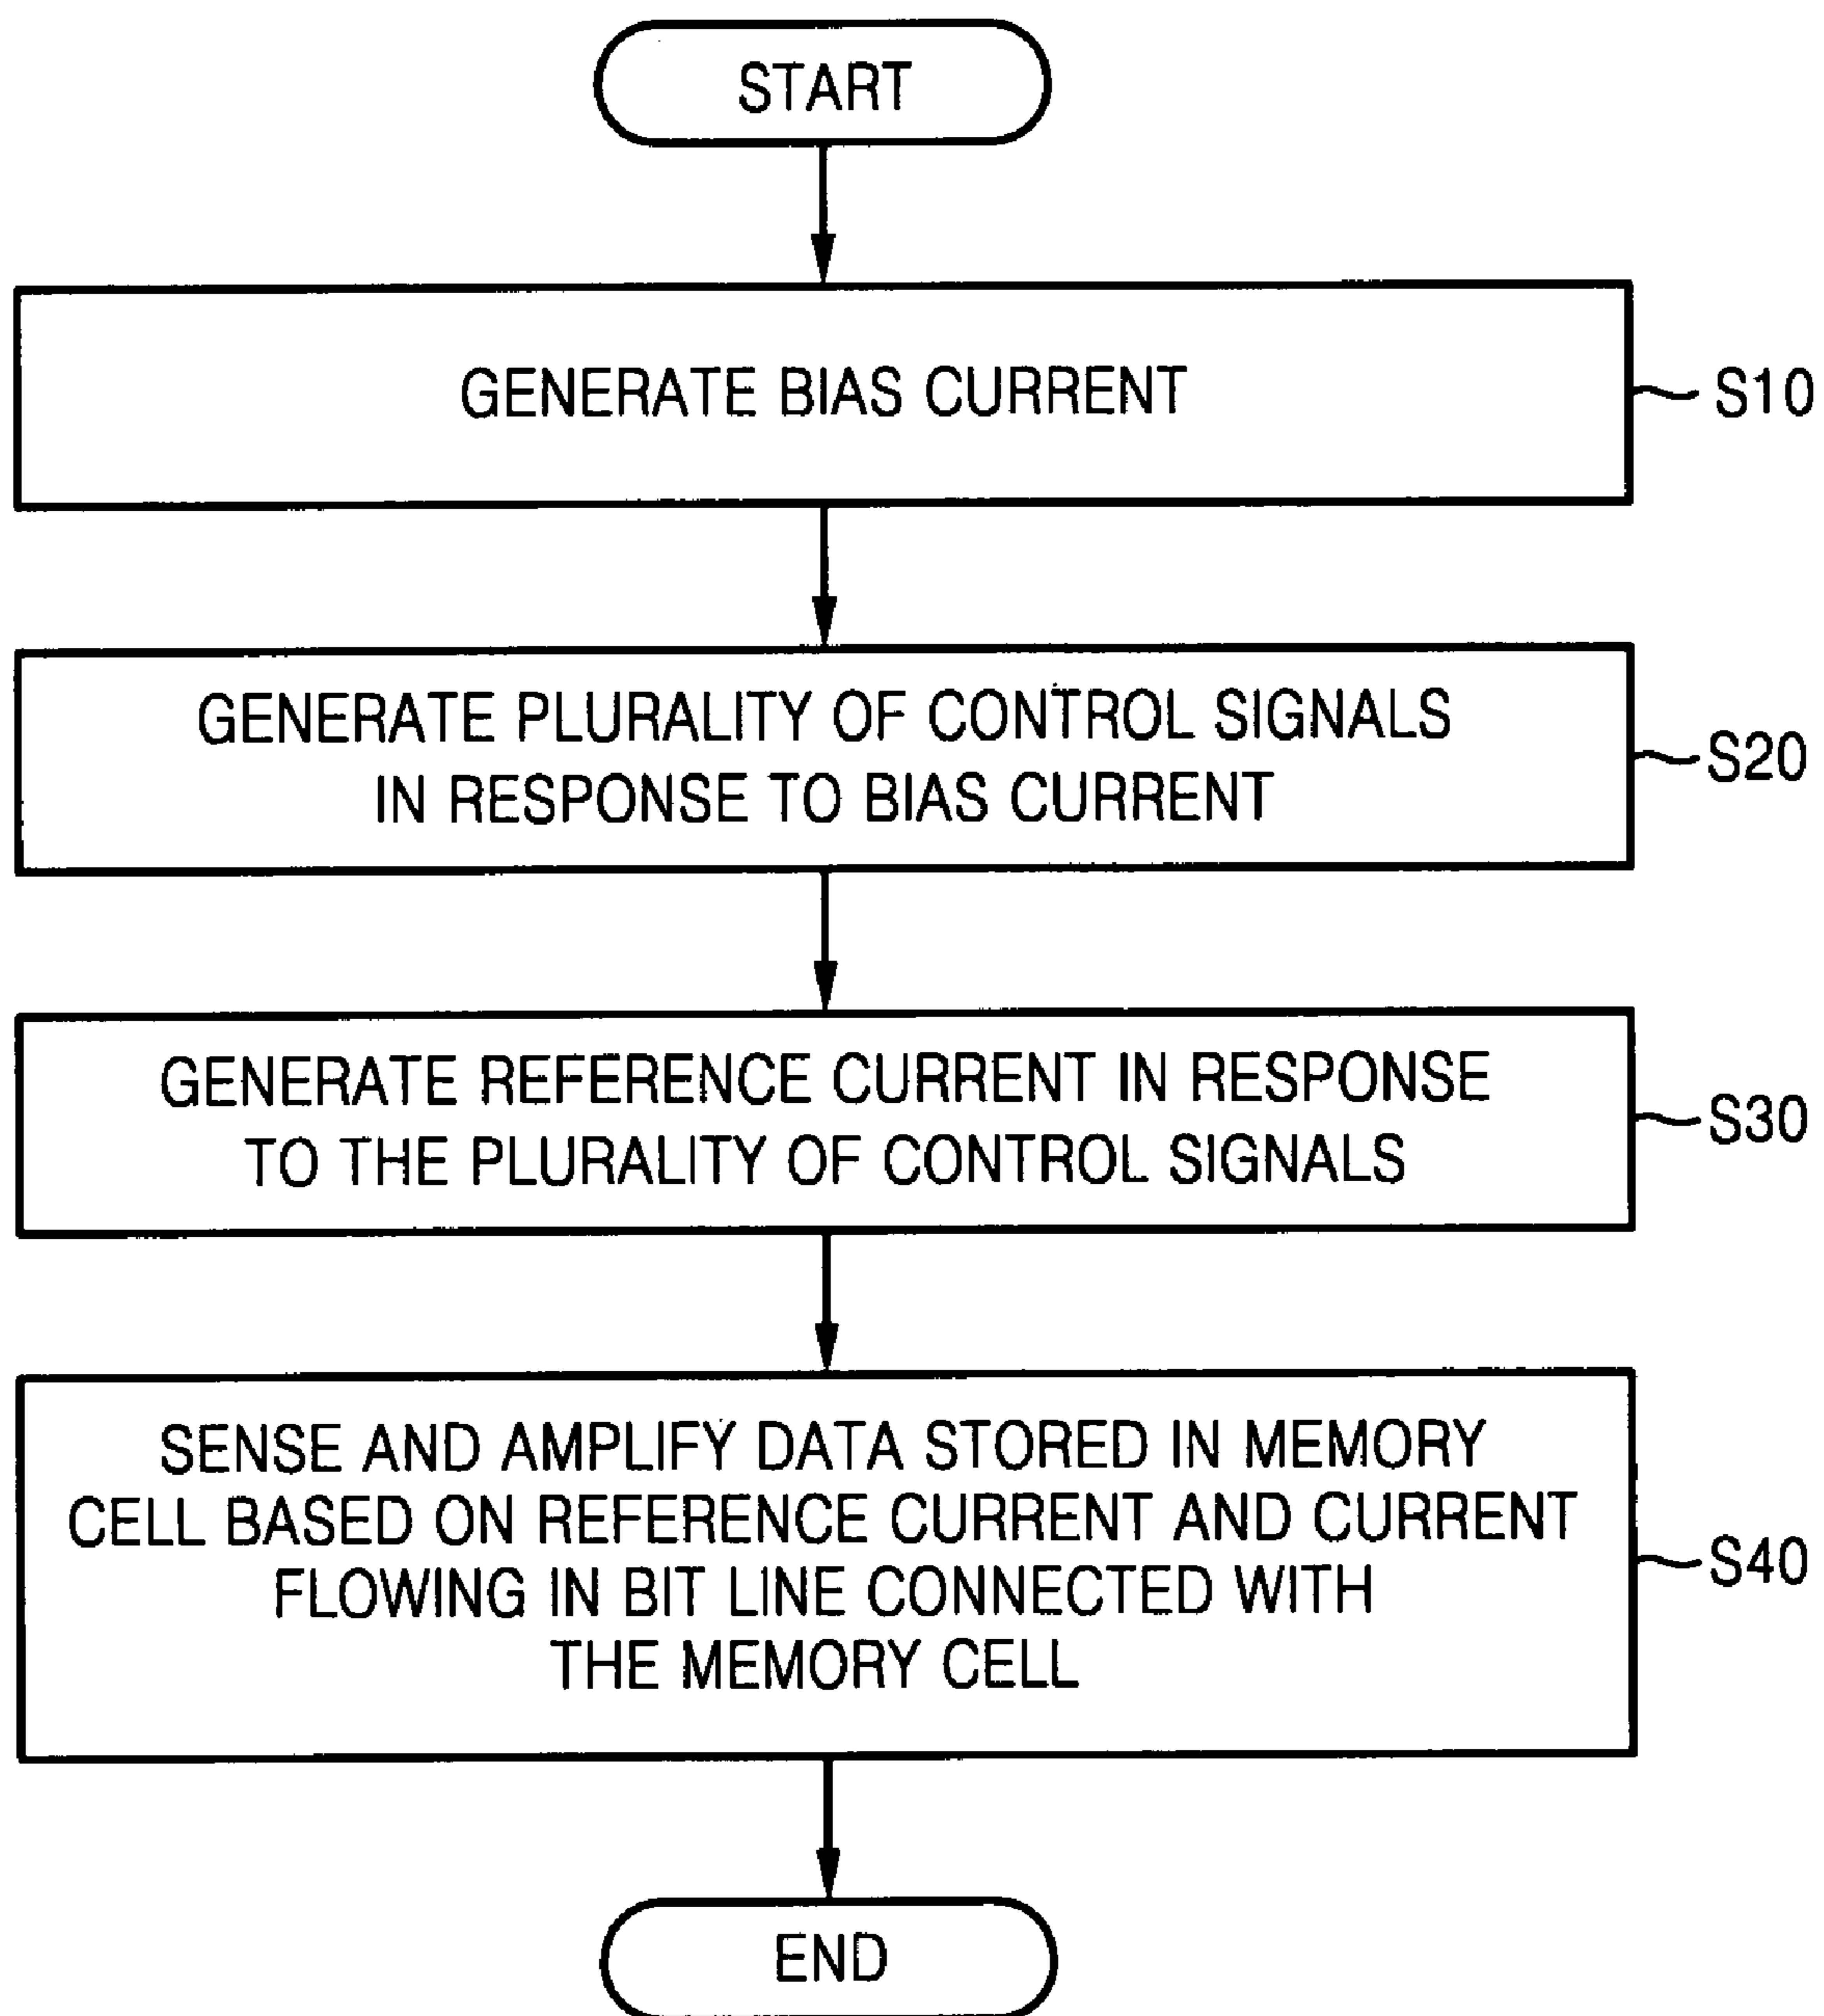 START
GENERATE BIAS CURRENT
S10
GENERATE PLURALITY OF CONTROL SIGNALS
IN RESPONSE TO BIAS CURRENT
S20
GENERATE REFERENCE CURRENT IN RESPONSE
TO THE PLURALITY OF CONTROL SIGNALS
S30
SENSE AND AMPLIFY DATA STORED IN MEMORY
CELL BASED ON REFERENCE CURRENT AND CURRENT
FLOWING IN BIT LINE CONNECTED WITH
THE MEMORY CELL
S40
END